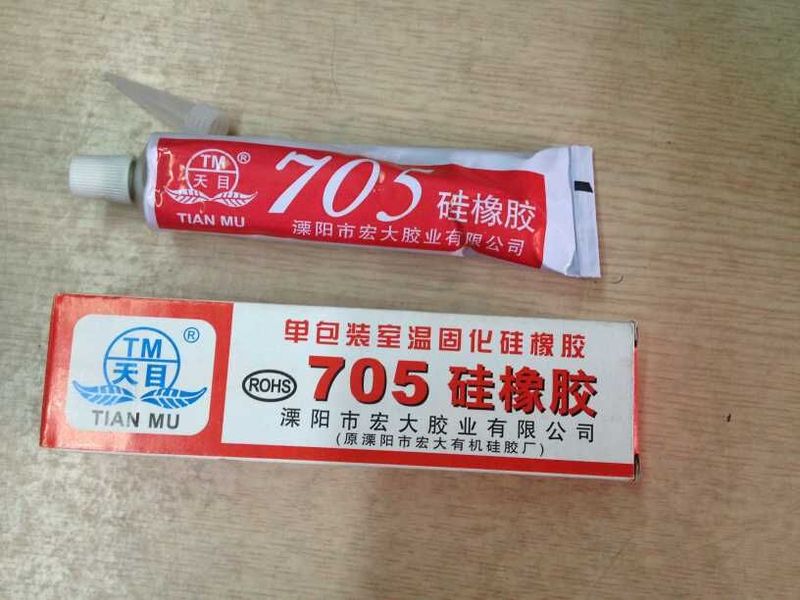 TM
®
天目
TIAN MU
705 硅橡胶
溧阳市宏大胶业有限公司
TM
®
天目
TIAN MU
单包装室温固化硅橡胶
ROHS
705 硅橡胶
溧阳市宏大胶业有限公司
(原溧阳市宏大有机硅胶厂)